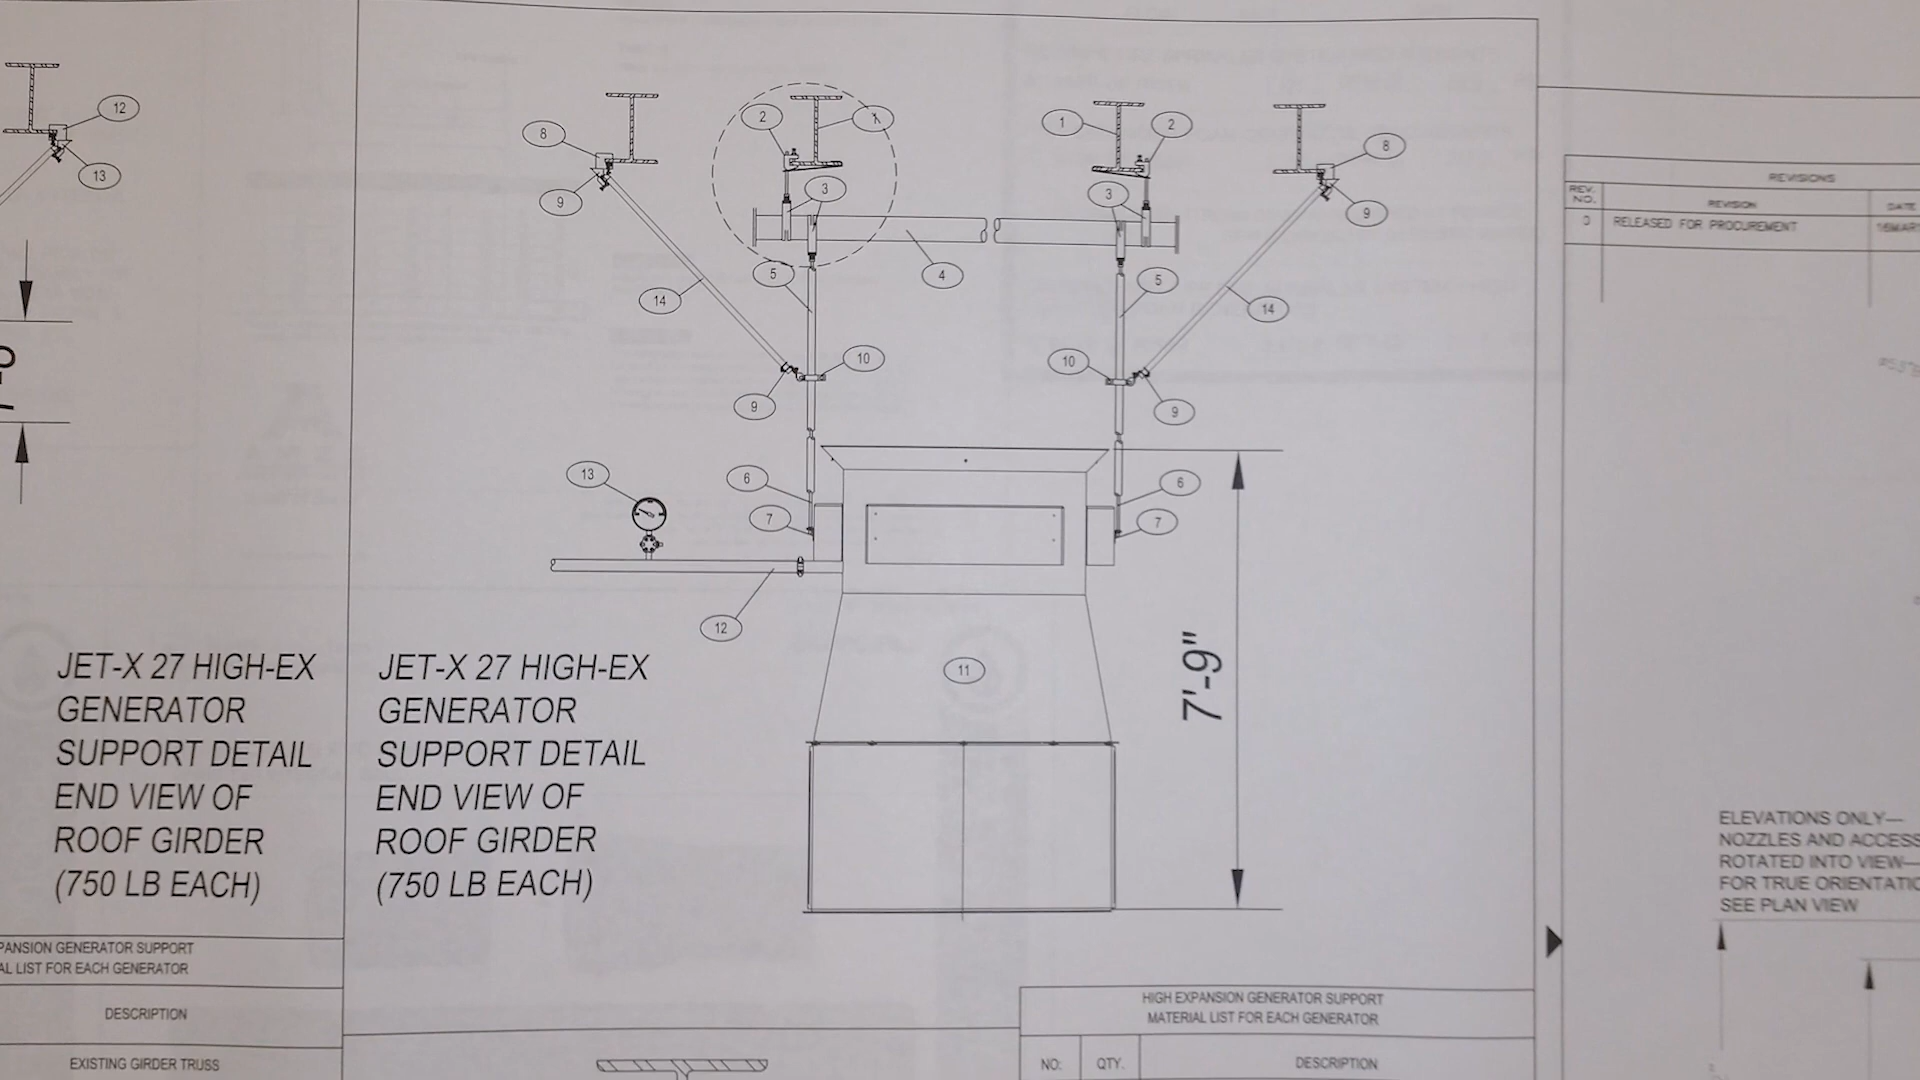 12
13
JET-X 27 HIGH-EX
GENERATOR
SUPPORT DETAIL
END VIEW OF
ROOF GIRDER
(750 LB EACH)
PANSION GENERATOR SUPPORT
AL LIST FOR EACH GENERATOR
DESCRIPTION
EXISTING GIRDER TRUSS
8
2
1
1
2
8
9
3
3
9
5
4
5
14
14
10
10
9
9
13
6
6
7
7
12
11
7'-9"
JET-X 27 HIGH-EX
GENERATOR
SUPPORT DETAIL
END VIEW OF
ROOF GIRDER
(750 LB EACH)
HIGH EXPANSION GENERATOR SUPPORT
MATERIAL LIST FOR EACH GENERATOR
NO. QTY. DESCRIPTION
REVISIONS
REV. NO. REVISION DATE
RELEASED FOR PROCUREMENT 16MAR
ELEVATIONS ONLY—
NOZZLES AND ACCESS
ROTATED INTO VIEW—
FOR TRUE ORIENTATIO
SEE PLAN VIEW